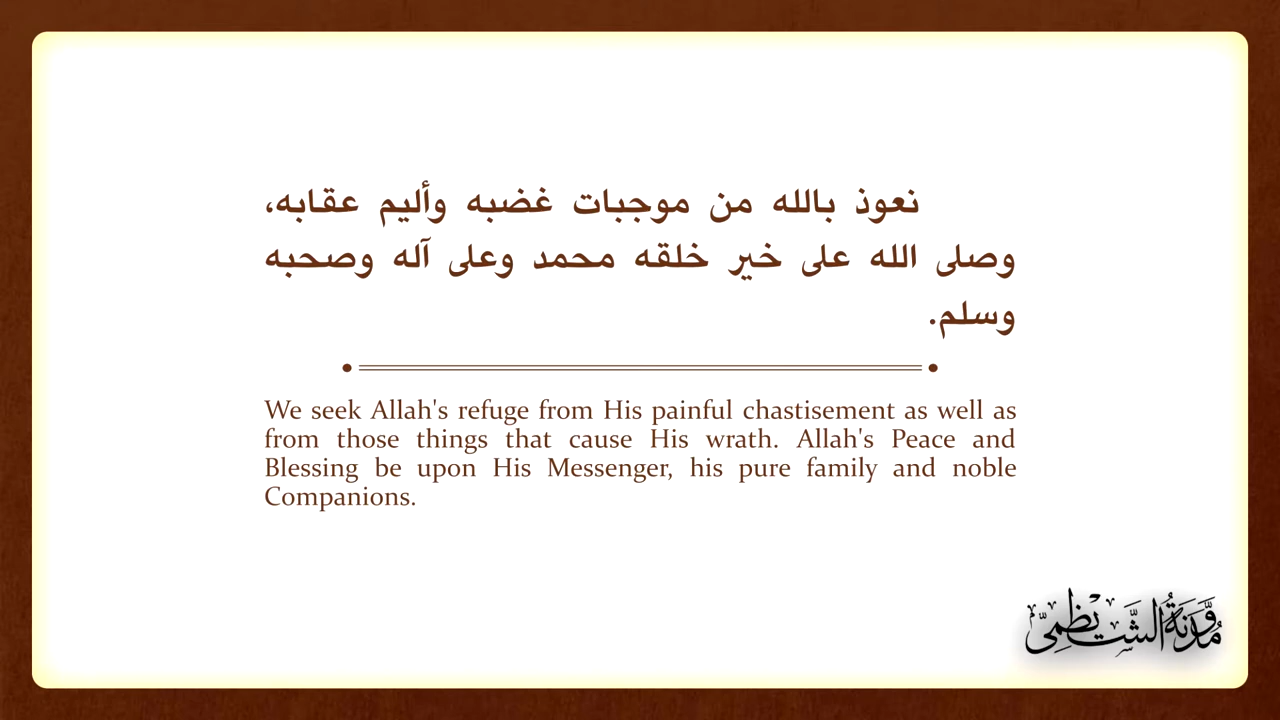 نعوذ بالله من موجبات غضبه وأليم عقابه،
وصلى الله على خير خلقه محمد وعلى آله وصحبه
وسلم.
We seek Allah's refuge from His painful chastisement as well as
from those things that cause His wrath. Allah's Peace and
Blessing be upon His Messenger, his pure family and noble
Companions.